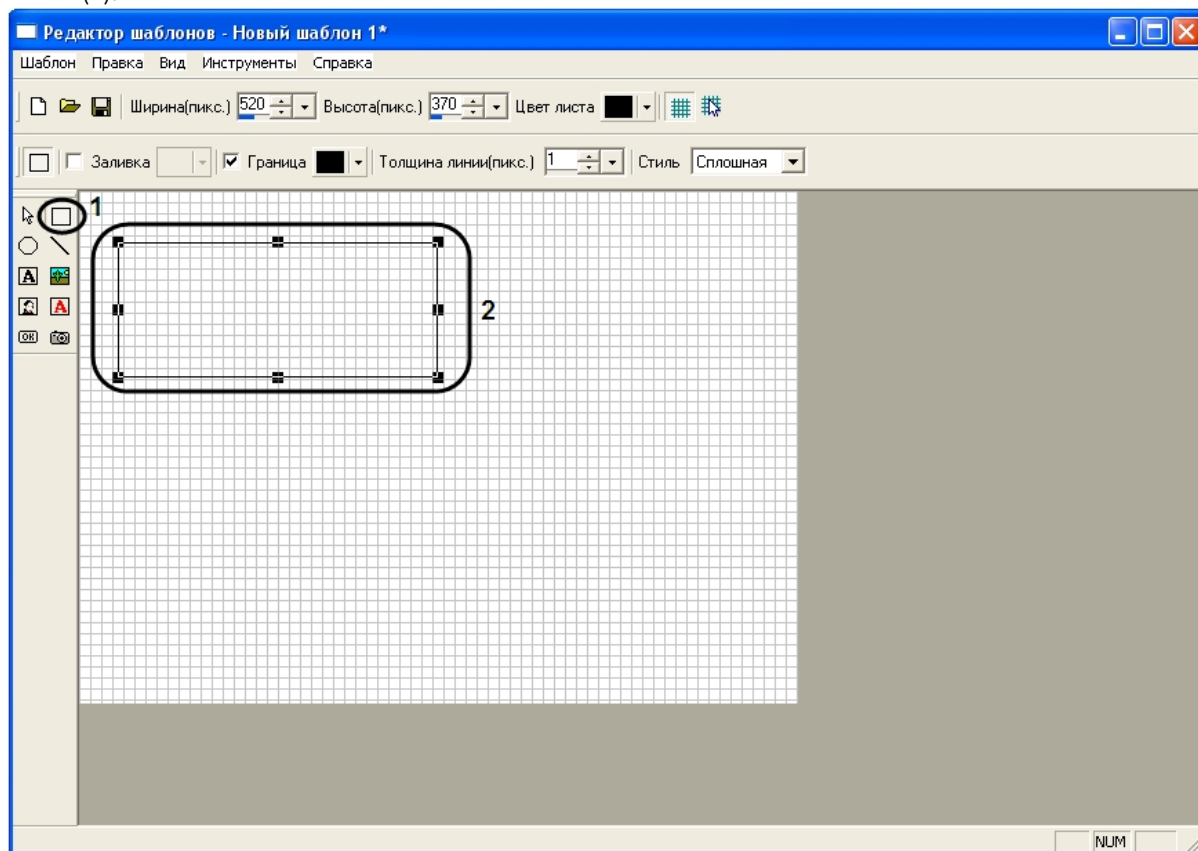 Редактор шаблонов - Новый шаблон 1*
Шаблон Правка Вид Инструменты Справка
Ширина(пикс.) 520 Высота(пикс.) 370 Цвет листа
Заливка Граница Толщина линии(пикс.) 1 Стиль Сплошная
1
A
A
OK
2
NUM